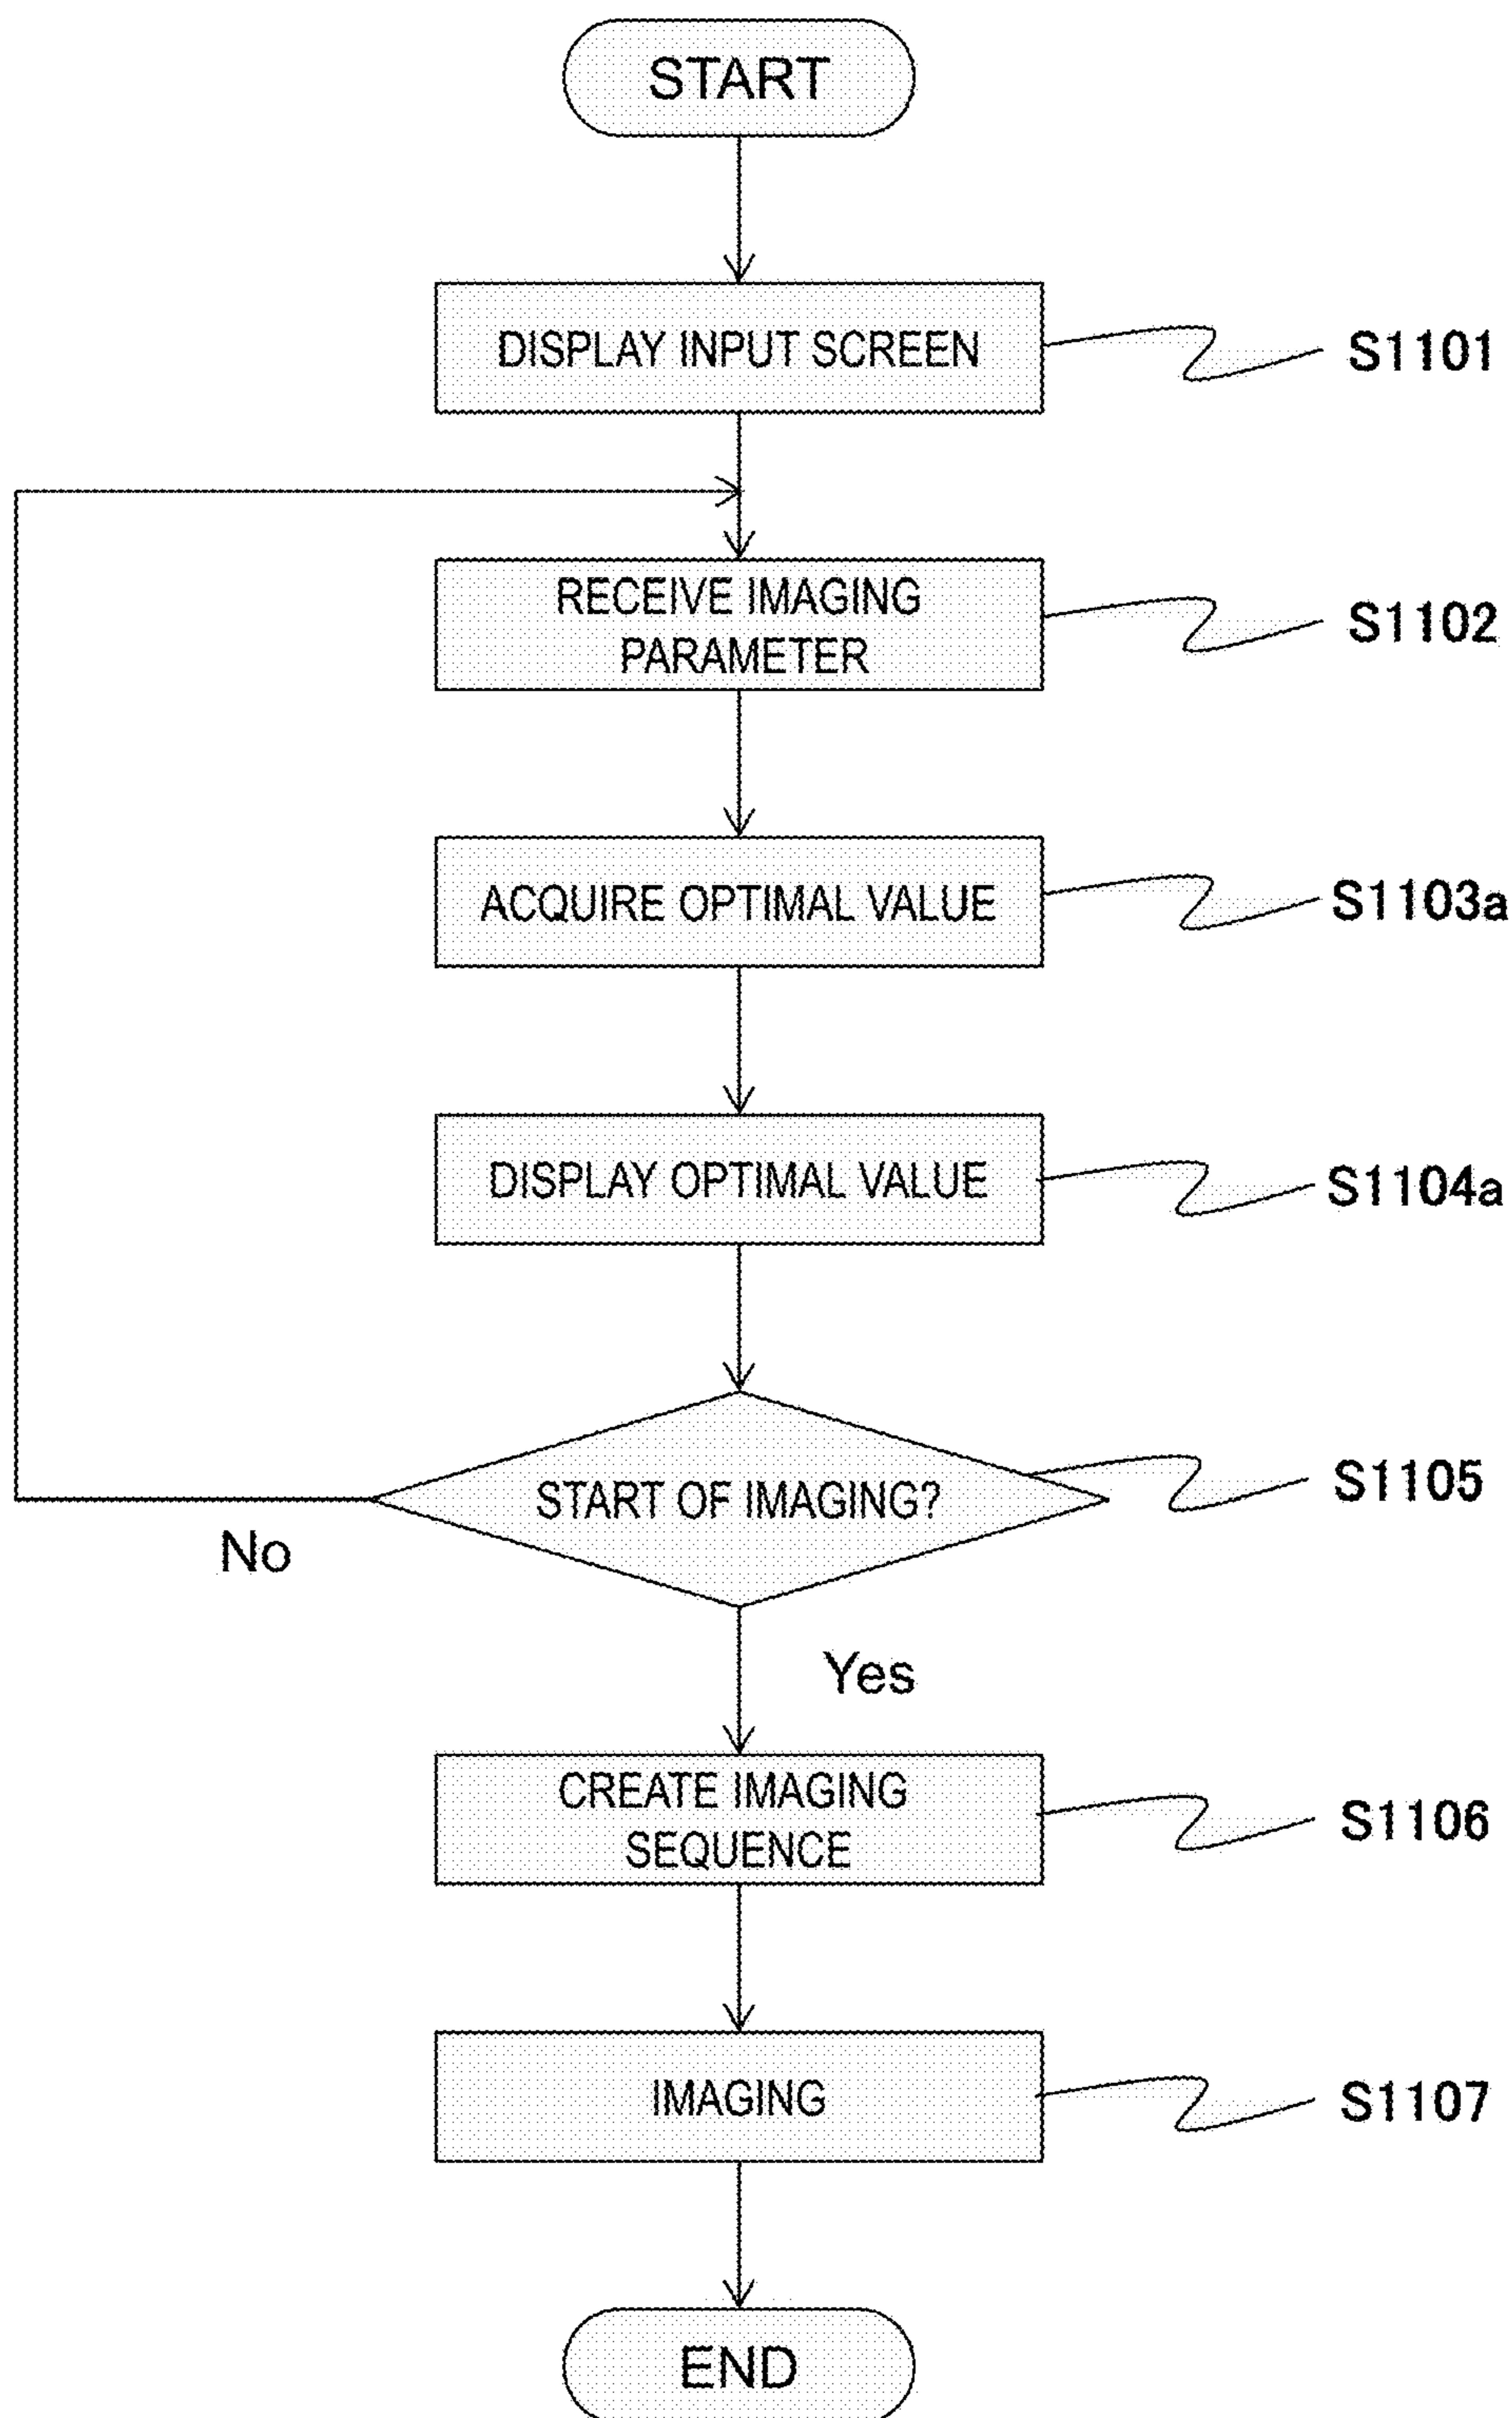 START
DISPLAY INPUT SCREEN
S1101
RECEIVE IMAGING
PARAMETER
S1102
ACQUIRE OPTIMAL VALUE
S1103a
DISPLAY OPTIMAL VALUE
S1104a
START OF IMAGING?
S1105
No
Yes
CREATE IMAGING
SEQUENCE
S1106
IMAGING
S1107
END